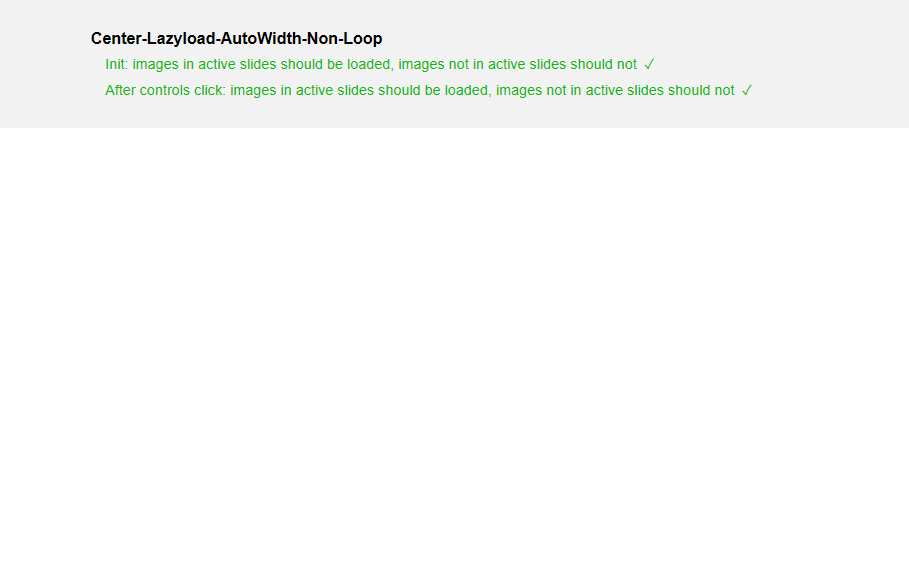 Center-Lazyload-AutoWidth-Non-Loop
Init: images in active slides should be loaded, images not in active slides should not ✓
After controls click: images in active slides should be loaded, images not in active slides should not ✓